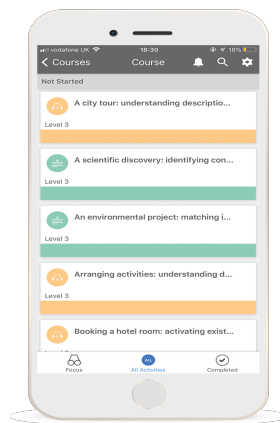 vodafone UK 18:30 18%
Courses Course
Not Started
A city tour: understanding descriptio...
Level 3
A scientific discovery: identifying con...
Level 3
An environmental project: matching i...
Level 3
Arranging activities: understanding d...
Level 3
Booking a hotel room: activating exist...
ALL
Focus All Activities Completed